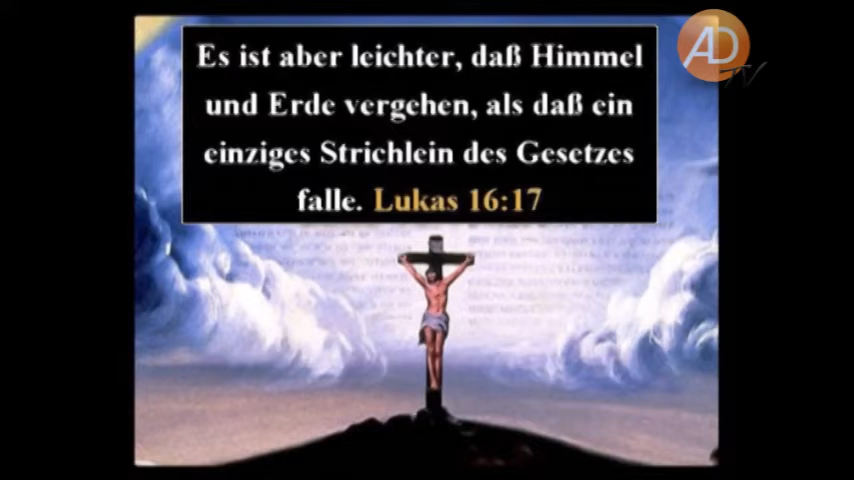 Es ist aber leichter, daß Himmel
und Erde vergehen, als daß ein
einziges Strichlein des Gesetzes
falle. Lukas 16:17
AD
TV